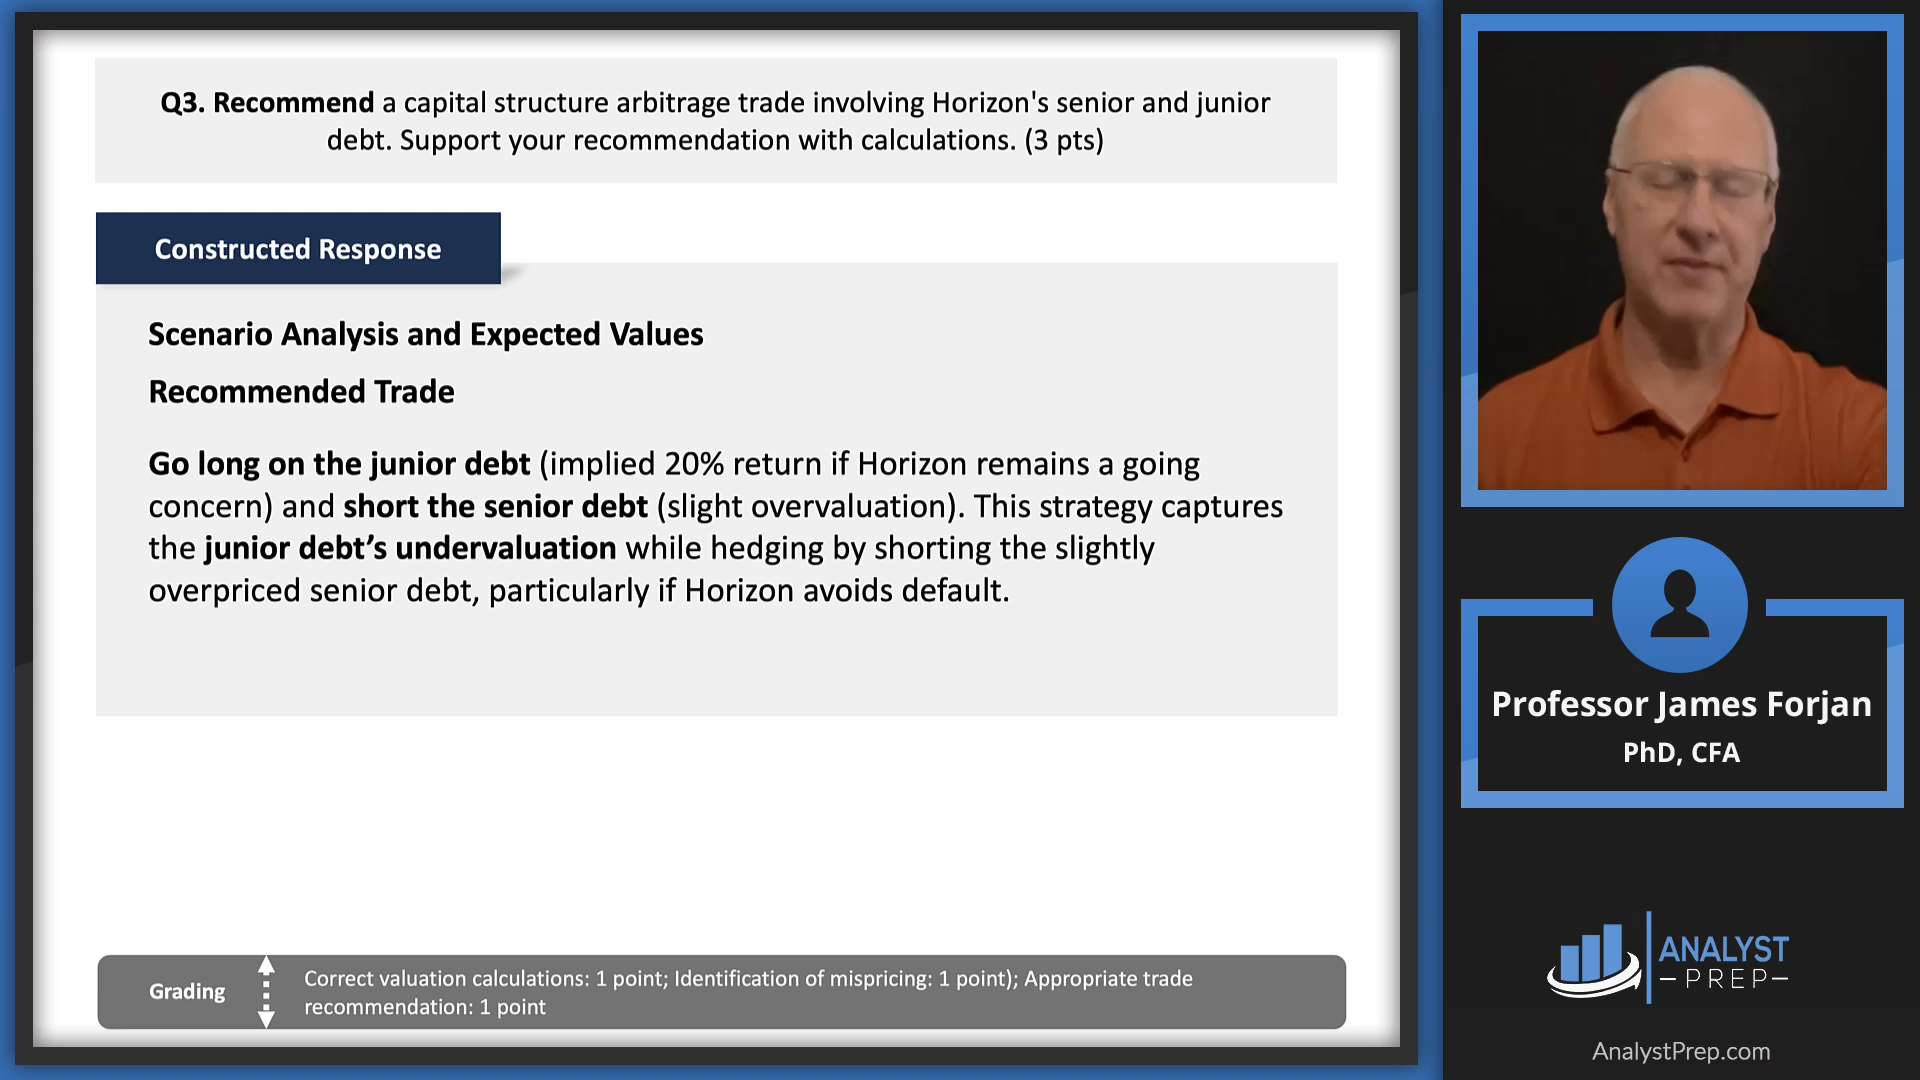 Q3. Recommend a capital structure arbitrage trade involving Horizon's senior and junior
debt. Support your recommendation with calculations. (3 pts)
Constructed Response
Scenario Analysis and Expected Values
Recommended Trade
Go long on the junior debt (implied 20% return if Horizon remains a going
concern) and short the senior debt (slight overvaluation). This strategy captures
the junior debt’s undervaluation while hedging by shorting the slightly
overpriced senior debt, particularly if Horizon avoids default.
Grading
Correct valuation calculations: 1 point; Identification of mispricing: 1 point); Appropriate trade
recommendation: 1 point
Professor James Forjan
PhD, CFA
ANALYST
PREP
AnalystPrep.com